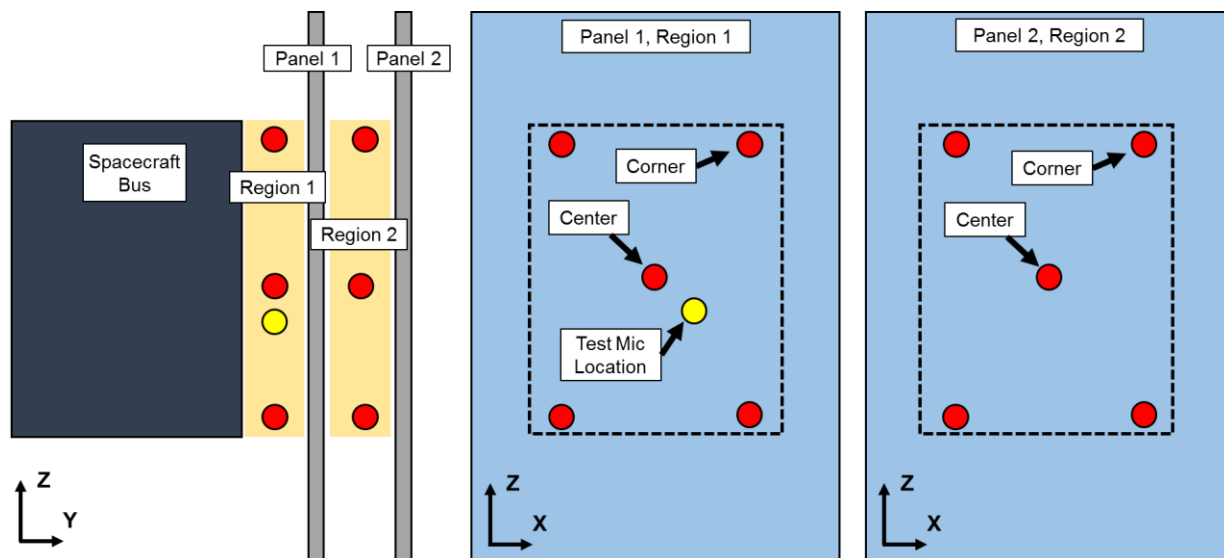 Panel 1
Panel 2
Spacecraft
Bus
Region 1
Region 2
Z
Y
Panel 1, Region 1
Corner
Center
Test Mic
Location
Z
X
Panel 2, Region 2
Corner
Center
Z
X